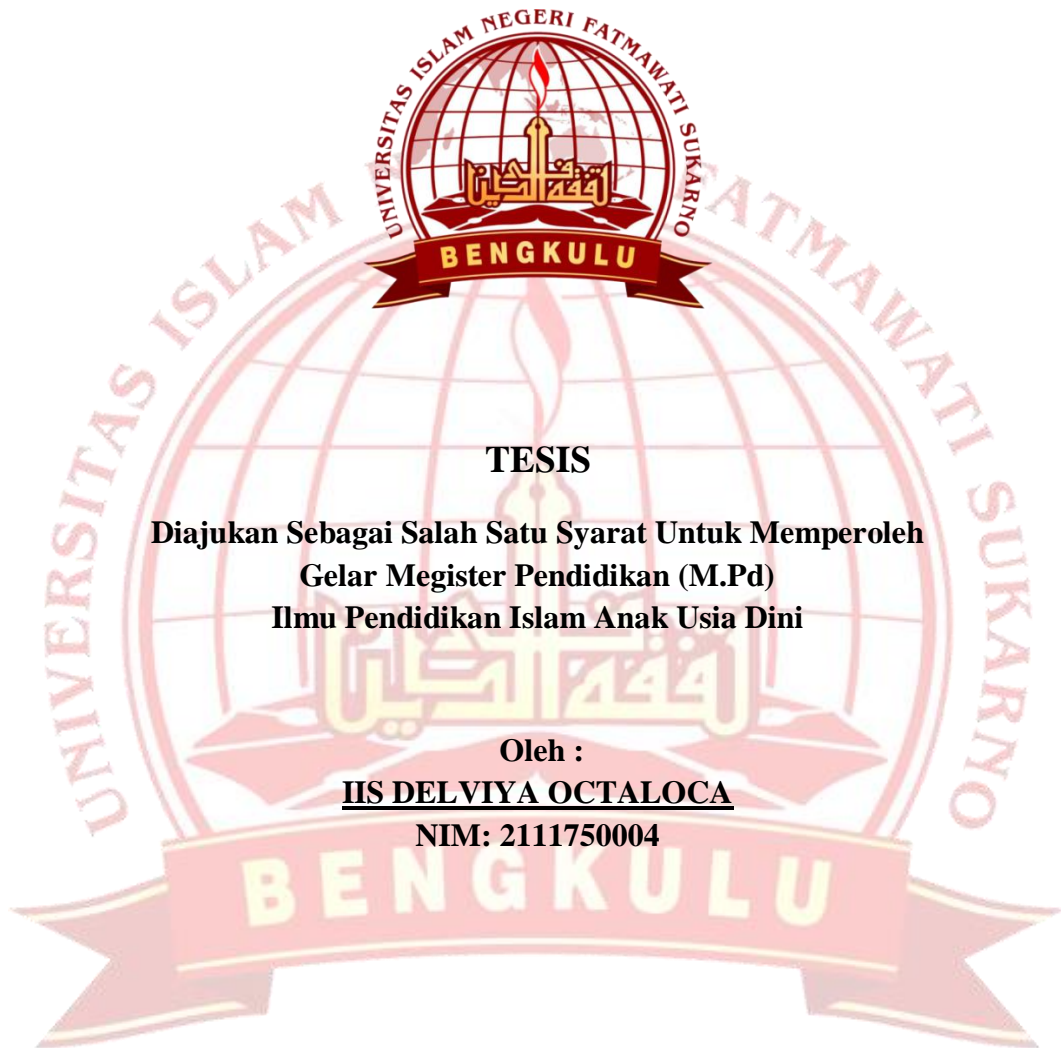 UNIVERSITAS ISLAM NEGERI FATMAWATI SUKARNO
BENGKULU
TESIS
Diajukan Sebagai Salah Satu Syarat Untuk Memperoleh
Gelar Megister Pendidikan (M.Pd)
Ilmu Pendidikan Islam Anak Usia Dini
Oleh :
IIS DELVIYA OCTALOCA
NIM: 2111750004
BENGKULU